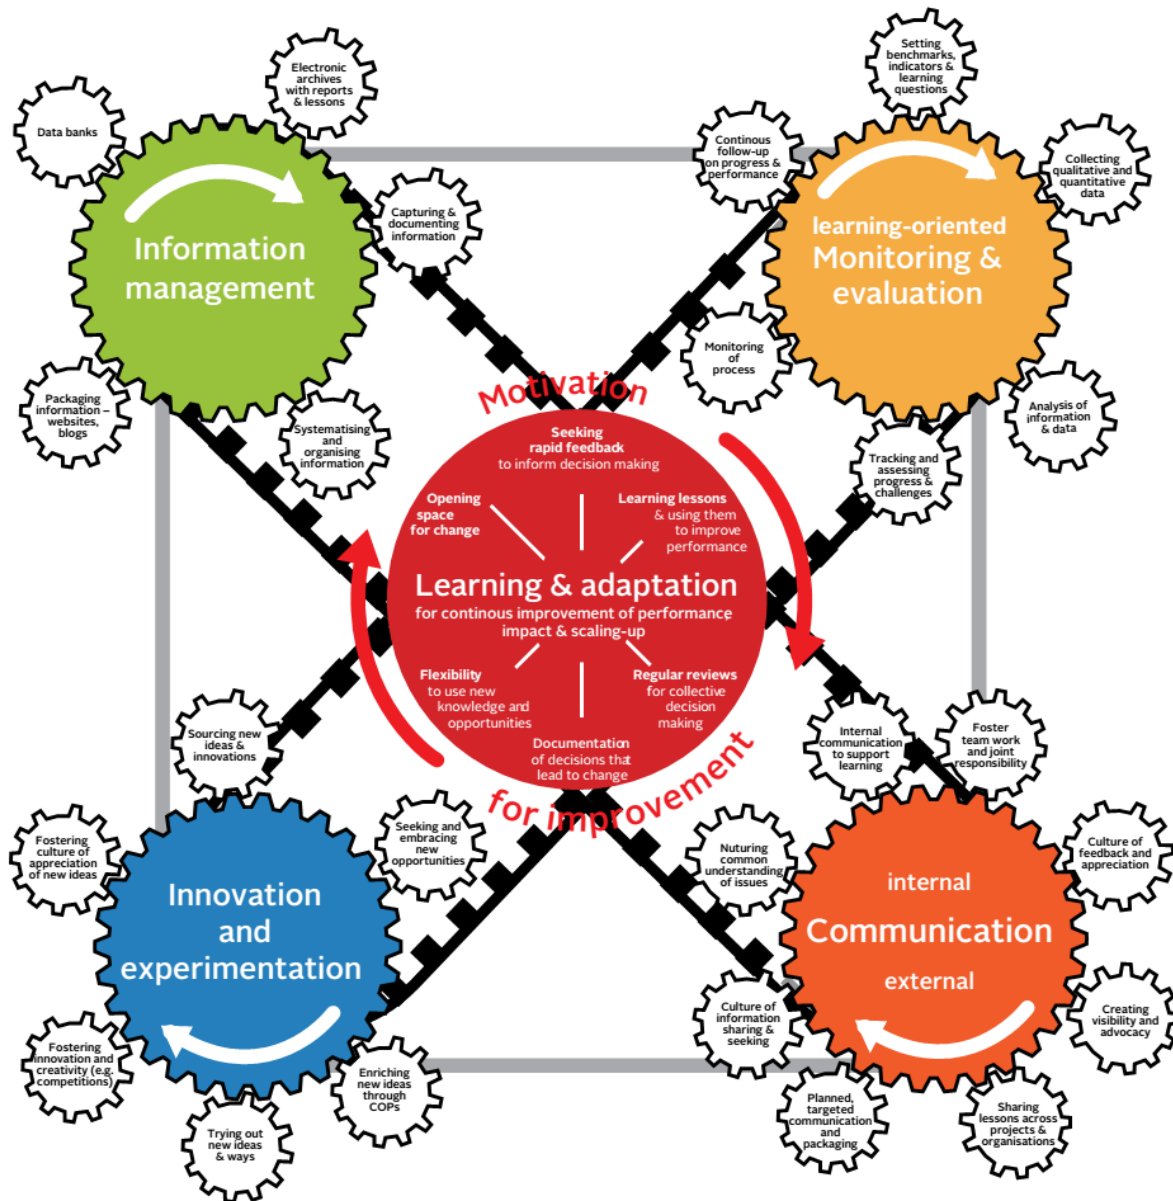 Electronic
archives
with reports
& lessons
Data banks
Information
management
Capturing &
documenting
information
Packaging
information –
websites,
blogs
Systematising
and
organising
information
Setting
benchmarks,
indicators &
learning
questions
Continous
follow-up
on progress &
performance
Collecting
qualitative and
quantitative
data
learning-oriented
Monitoring &
evaluation
Monitoring
of
process
Analysis of
information
& data
Tracking and
assessing
progress &
challenges
Motivation
Seeking
rapid feedback
to inform decision making
Opening
space
for change
Learning lessons
& using them
to improve
performance
Learning & adaptation
for continous improvement of performance,
impact & scaling-up
Flexibility
to use new
knowledge and
opportunities
Regular reviews
for collective
decision
making
Documentation
of decisions that
lead to change
for improvement
Sourcing new
ideas &
innovations
Fostering
culture of
appreciation
of new ideas
Seeking and
embracing
new
opportunities
Innovation
and
experimentation
Fostering
innovation and
creativity (e.g.
competitions)
Trying out
new ideas
& ways
Enriching
new ideas
through
COPs
Internal
communication
to support
learning
Foster
team work
and joint
responsibility
Nuturing
common
understanding
of issues
Culture of
feedback and
appreciation
internal
Communication
external
Culture of
information
sharing &
seeking
Creating
visibility and
advocacy
Planned,
targeted
communication
and
packaging
Sharing
lessons across
projects &
organisations